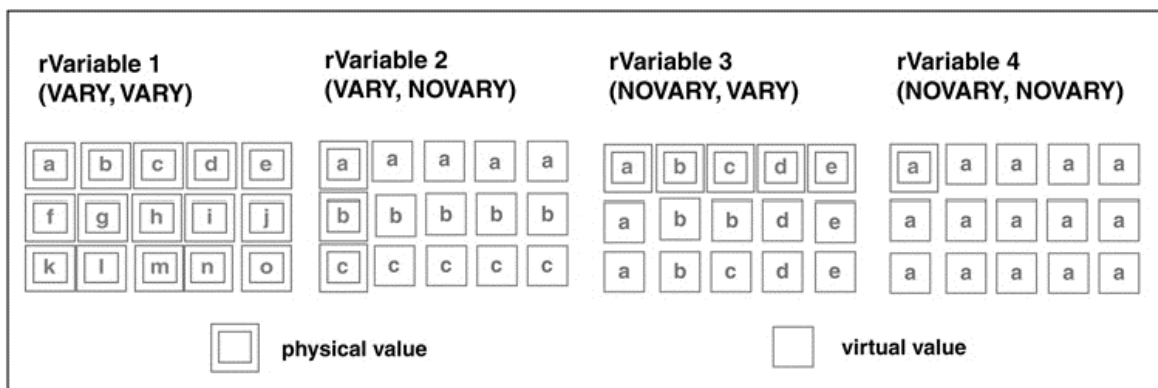 rVariable 1
(VARY, VARY)
rVariable 2
(VARY, NOVARY)
rVariable 3
(NOVARY, VARY)
rVariable 4
(NOVARY, NOVARY)
a b c d e
f g h i j
k l m n o
a a a a a
b b b b b
c c c c c
a b c d e
a b b d e
a b c d e
a a a a a
a a a a a
a a a a a
physical value
virtual value